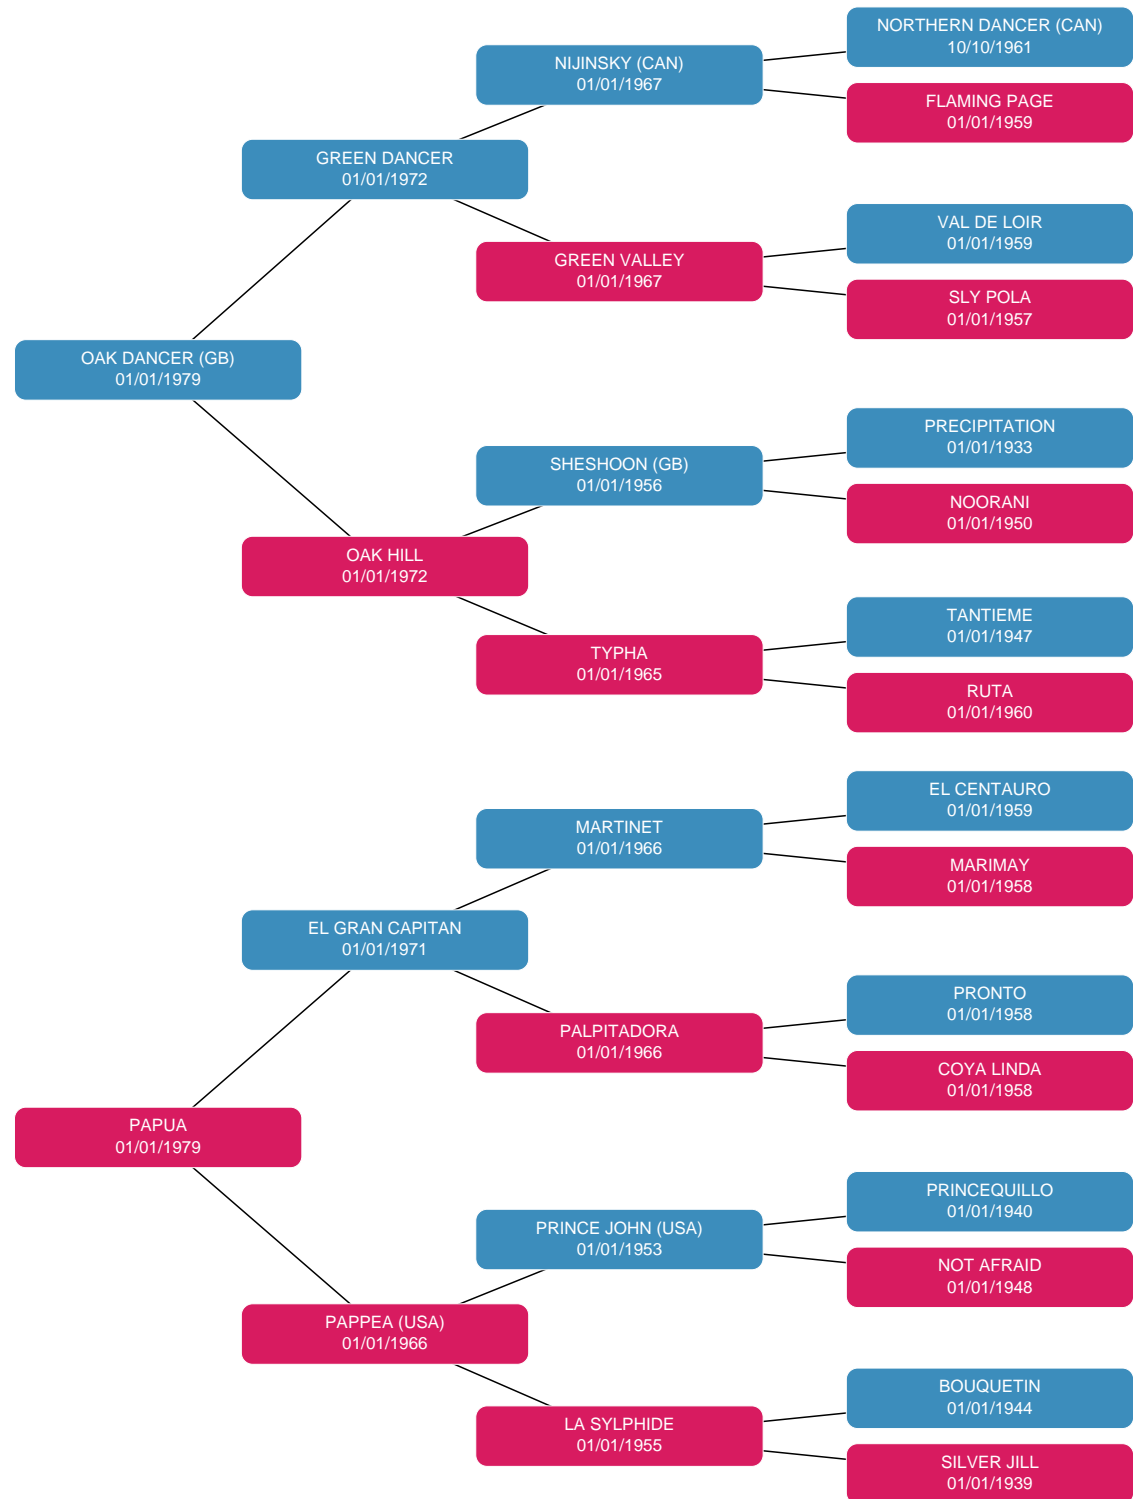 NORTHERN DANCER (CAN)
10/10/1961
NIJINSKY (CAN)
01/01/1967
FLAMING PAGE
01/01/1959
GREEN DANCER
01/01/1972
VAL DE LOIR
01/01/1959
GREEN VALLEY
01/01/1967
SLY POLA
01/01/1957
OAK DANCER (GB)
01/01/1979
PRECIPITATION
01/01/1933
SHESHOON (GB)
01/01/1956
NOORANI
01/01/1950
OAK HILL
01/01/1972
TANTIEME
01/01/1947
TYPHA
01/01/1965
RUTA
01/01/1960
EL CENTAURO
01/01/1959
MARTINET
01/01/1966
MARIMAY
01/01/1958
EL GRAN CAPITAN
01/01/1971
PRONTO
01/01/1958
PALPITADORA
01/01/1966
COYA LINDA
01/01/1958
PAPUA
01/01/1979
PRINCEQUILLO
01/01/1940
PRINCE JOHN (USA)
01/01/1953
NOT AFRAID
01/01/1948
PAPPEA (USA)
01/01/1966
BOUQUETIN
01/01/1944
LA SYLPHIDE
01/01/1955
SILVER JILL
01/01/1939